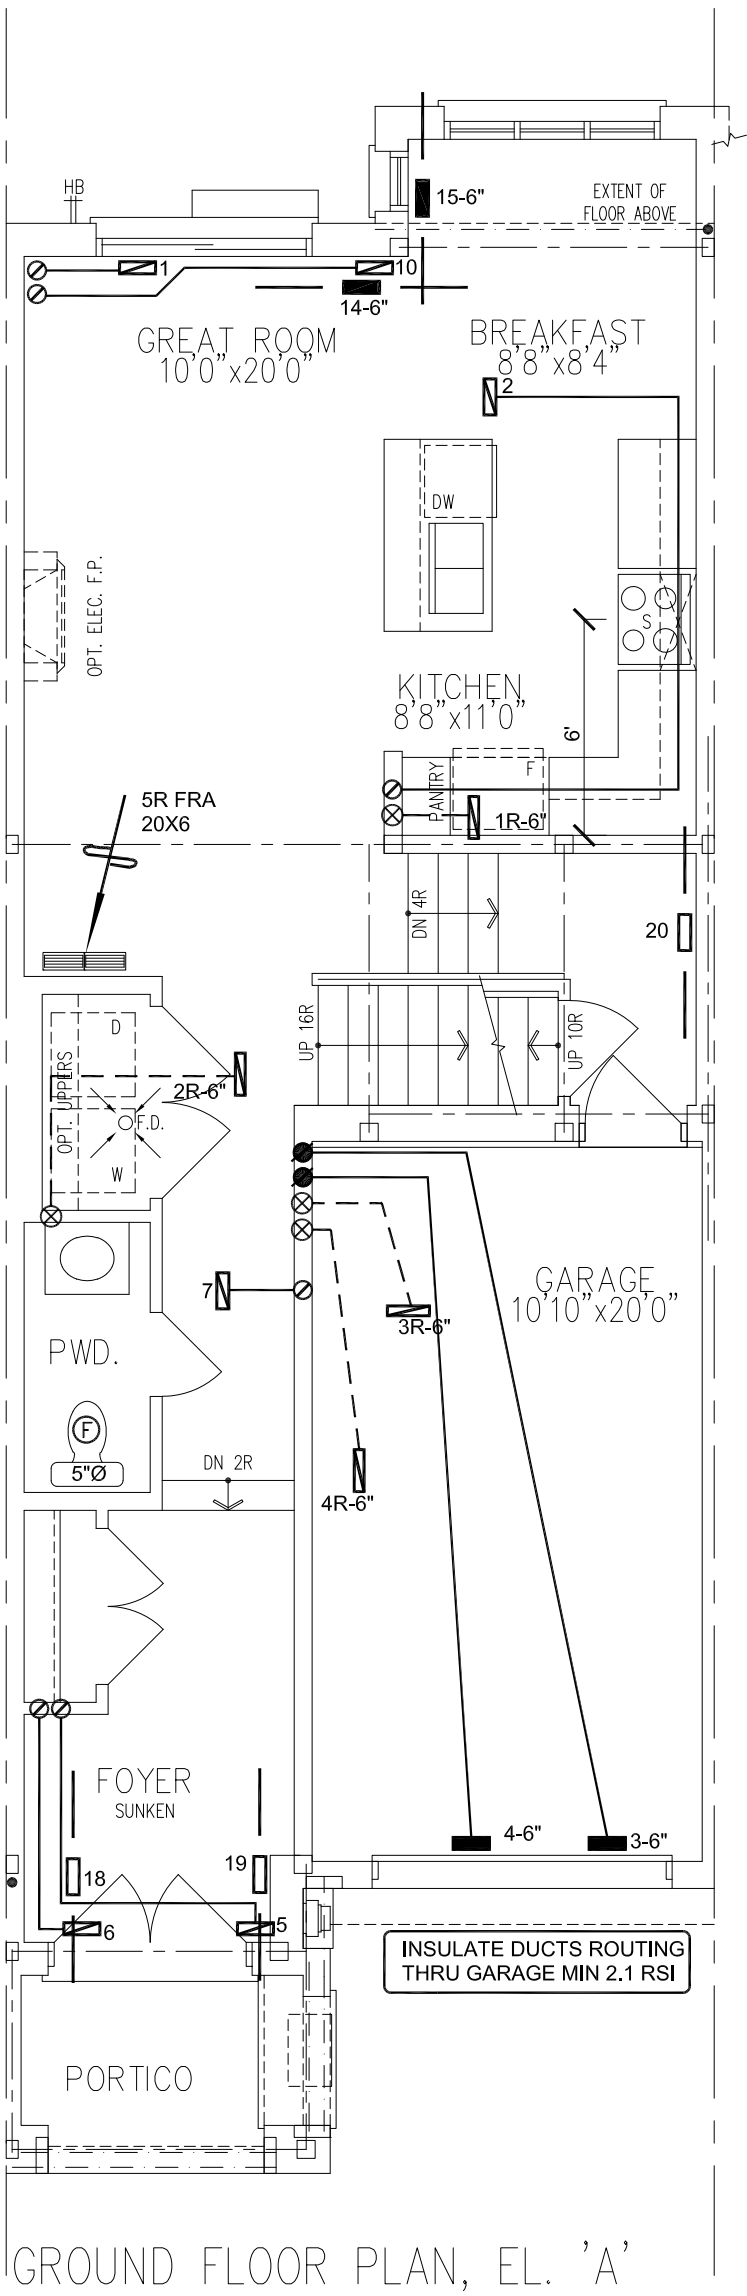 HB
15-6"
EXTENT OF
FLOOR ABOVE
1
10
14-6"
GREAT ROOM
10'0"x20'0"
BREAKFAST
8'8"x8'4"
2
DW
OPT. ELEC. F.P.
S
KITCHEN
8'8"x11'0"
6'
PANTRY
F
5R FRA
20X6
1R-6"
DN 4R
20
D
UP 16R
UP 10R
OPT. UPPERS
2R-6"
F.D.
W
7
GARAGE
10'10"x20'0"
3R-6"
PWD.
F
5"Ø
DN 2R
4R-6"
FOYER
SUNKEN
4-6"
3-6"
18
19
6
5
INSULATE DUCTS ROUTING
THRU GARAGE MIN 2.1 RSI
PORTICO
GROUND FLOOR PLAN, EL. 'A'